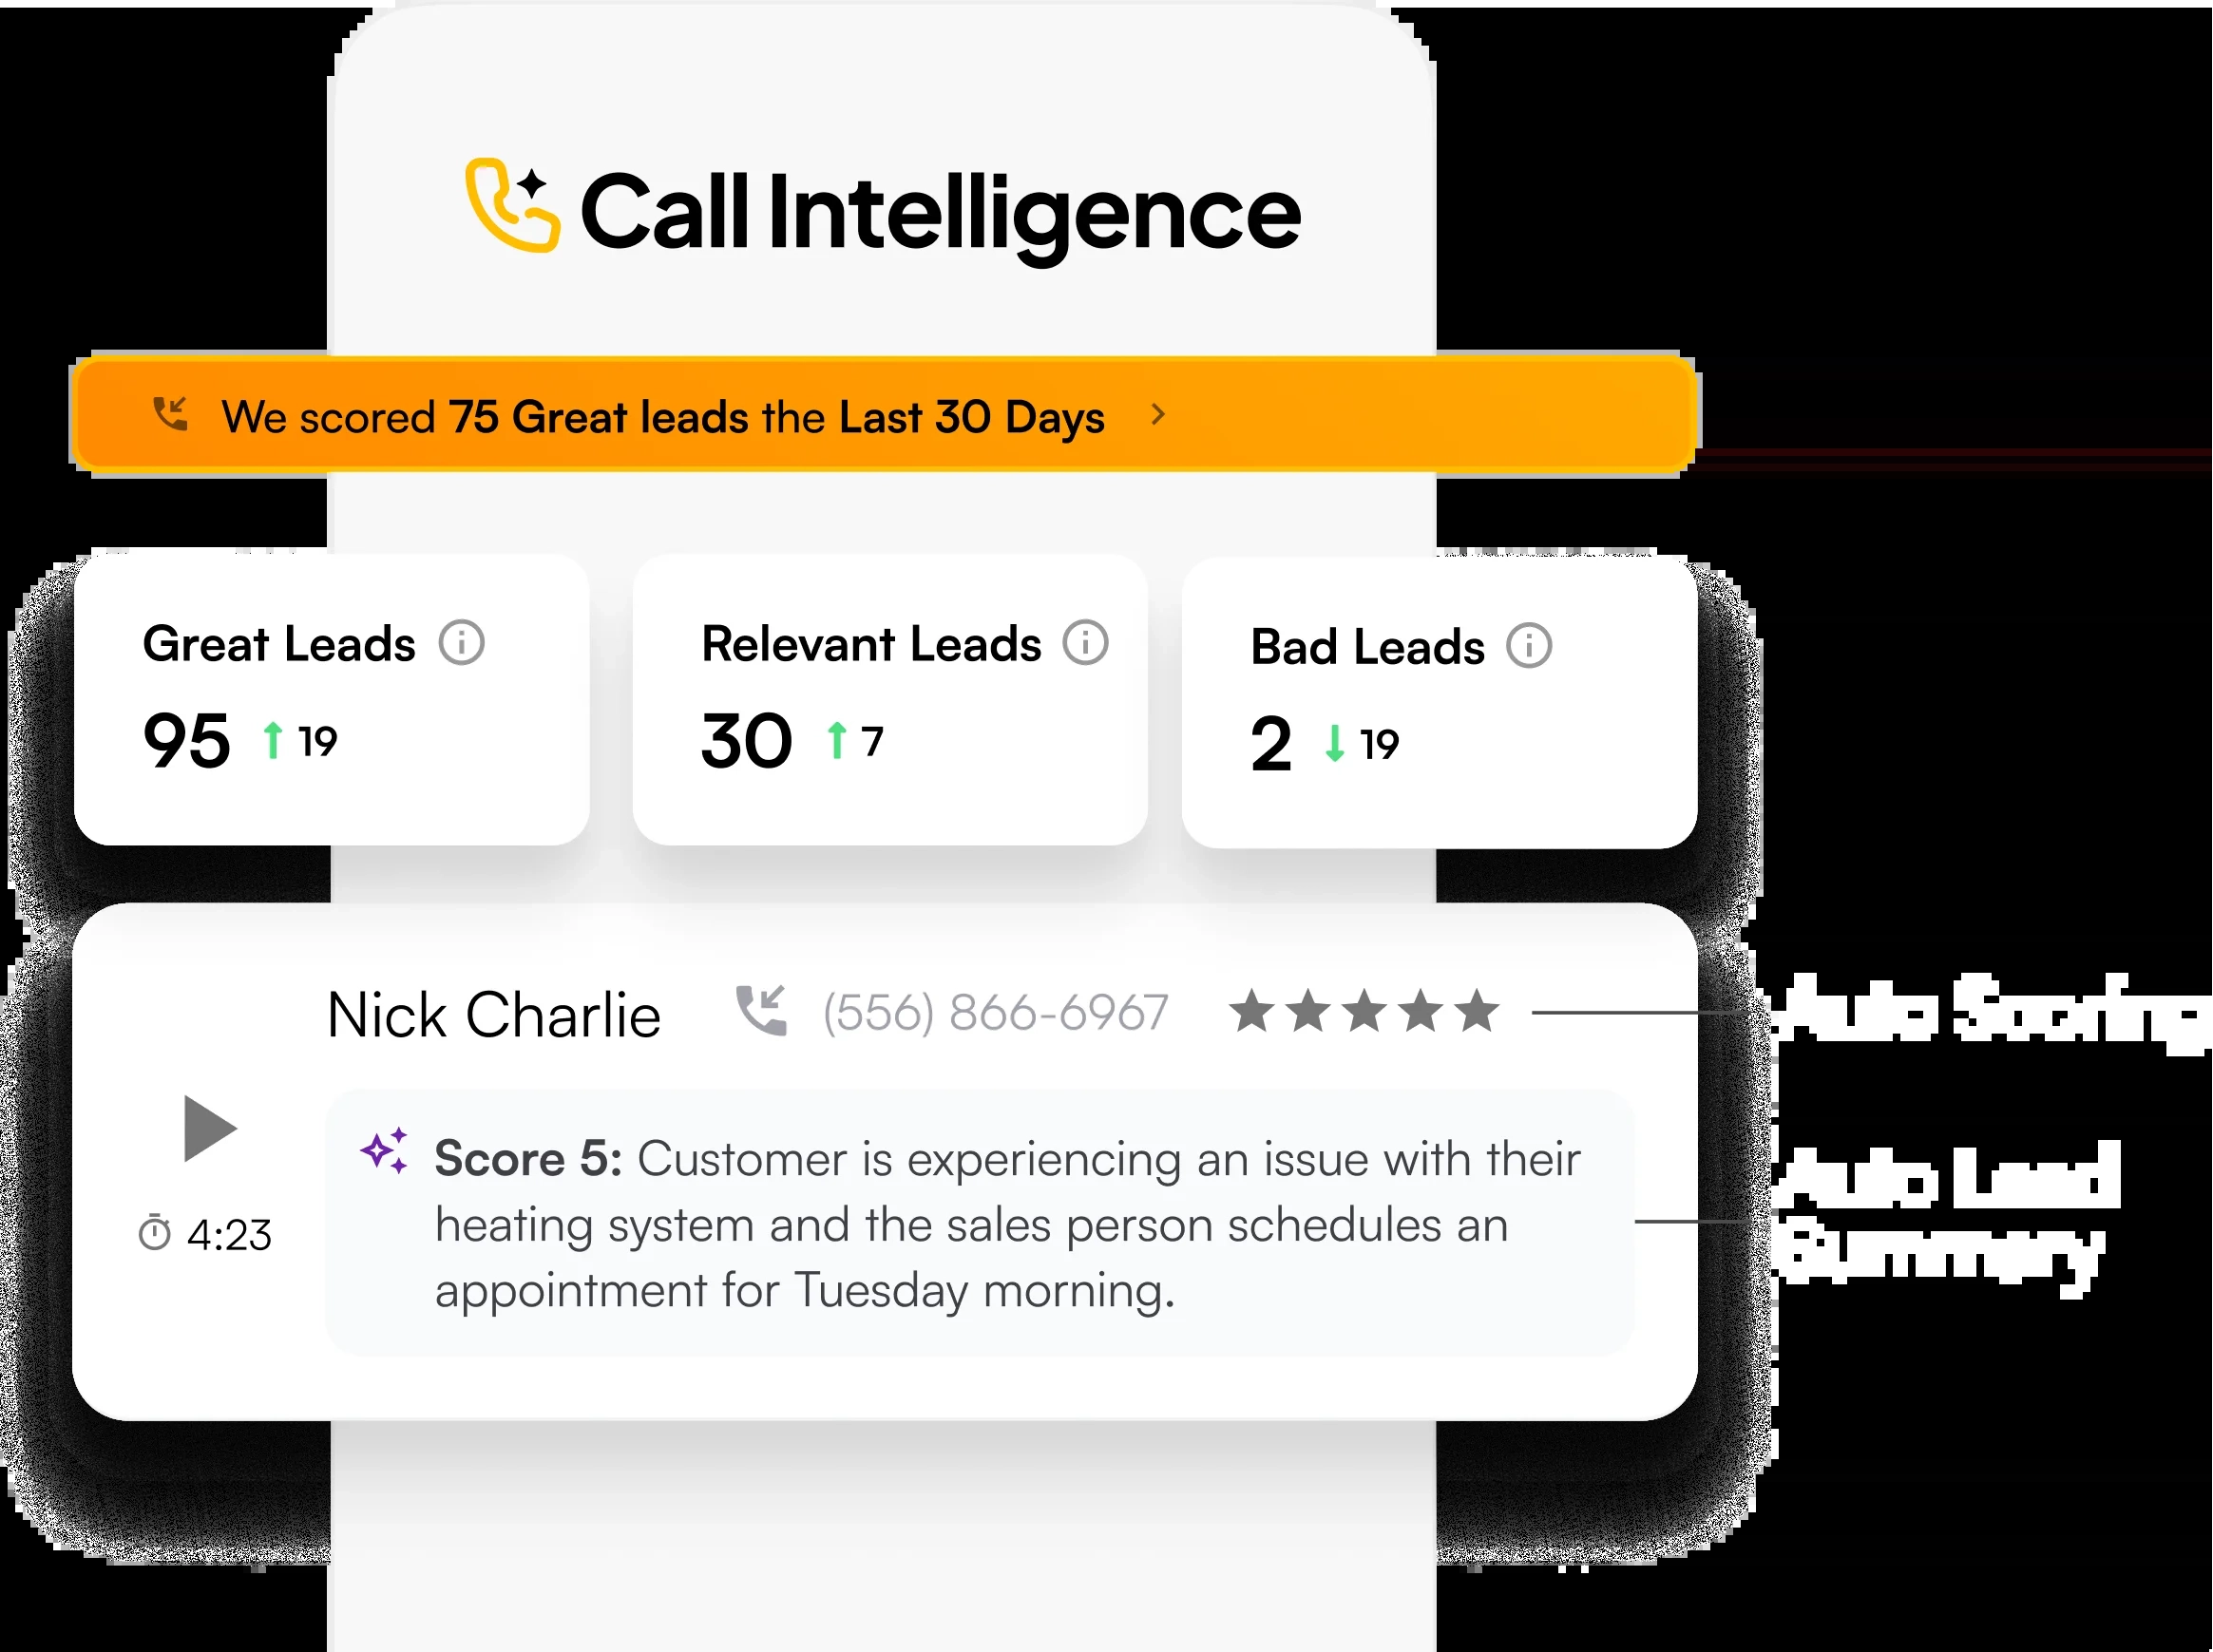 Call Intelligence
We scored 75 Great leads the Last 30 Days
Great Leads
95 19
Relevant Leads
30 7
Bad Leads
2 19
Nick Charlie (556) 866-6967
4:23
Score 5: Customer is experiencing an issue with their
heating system and the sales person schedules an
appointment for Tuesday morning.
Auto Scoring
Auto Lead
Summary